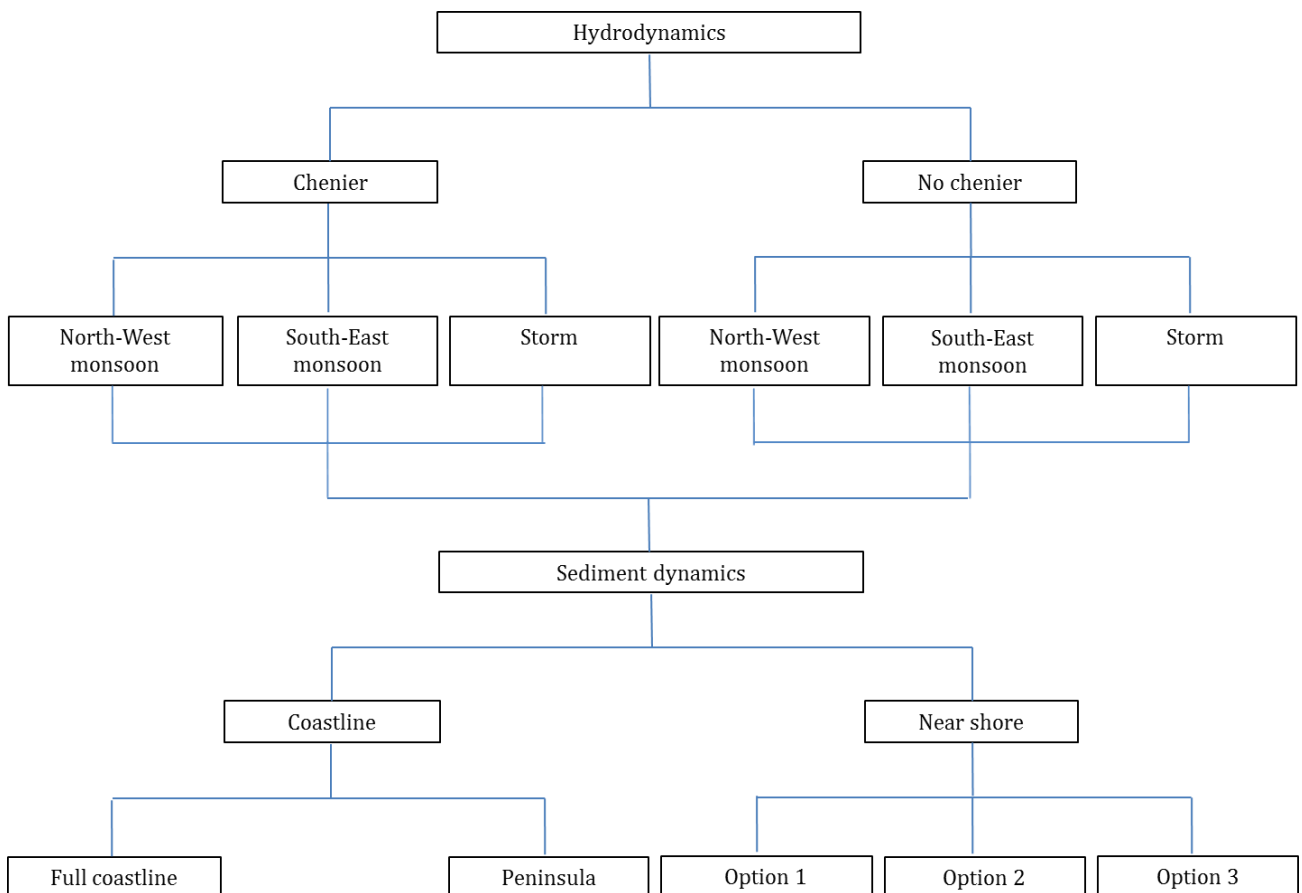 Hydrodynamics
Chenier
No chenier
North-West
monsoon
South-East
monsoon
Storm
North-West
monsoon
South-East
monsoon
Storm
Sediment dynamics
Coastline
Near shore
Full coastline
Peninsula
Option 1
Option 2
Option 3